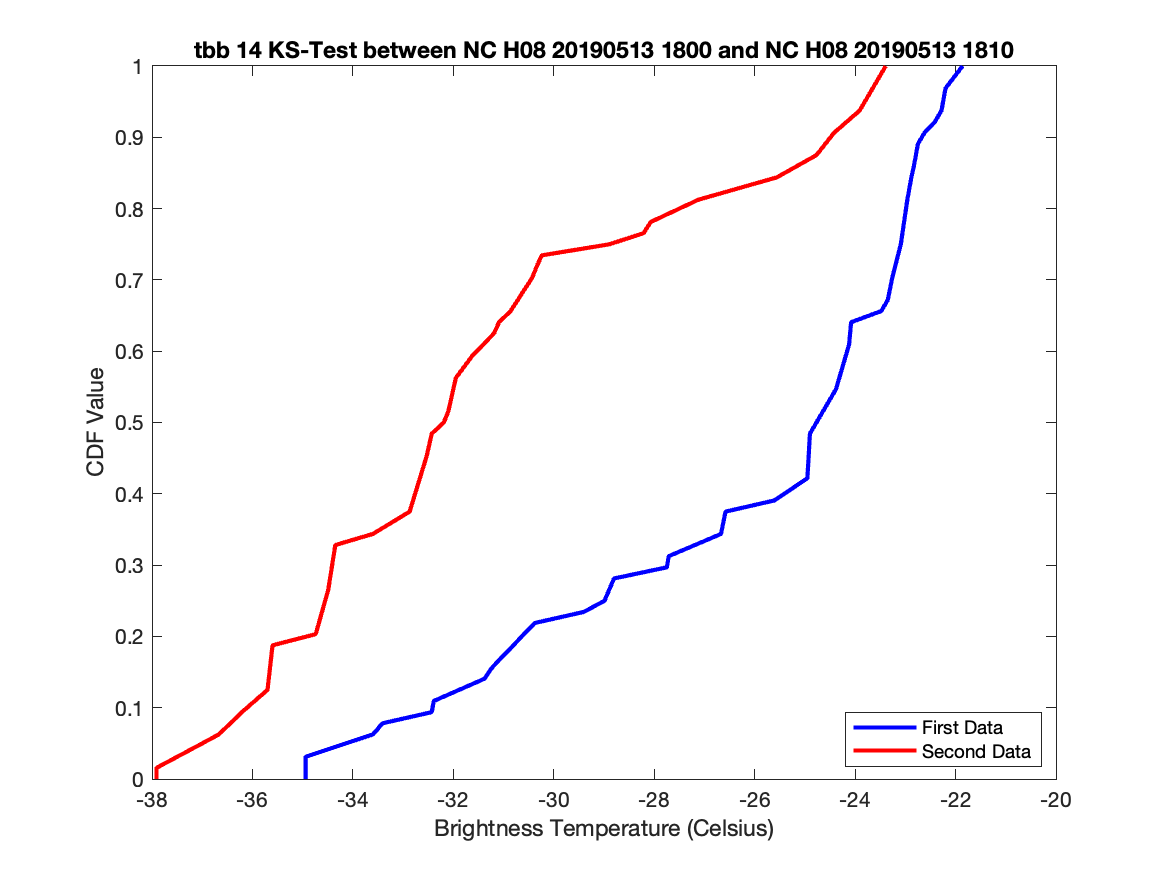 tbb 14 KS-Test between NC H08 20190513 1800 and NC H08 20190513 1810
1
0.9
0.8
0.7
0.6
0.5
0.4
0.3
0.2
0.1
0
CDF Value
First Data
Second Data
-38 -36 -34 -32 -30 -28 -26 -24 -22 -20
Brightness Temperature (Celsius)